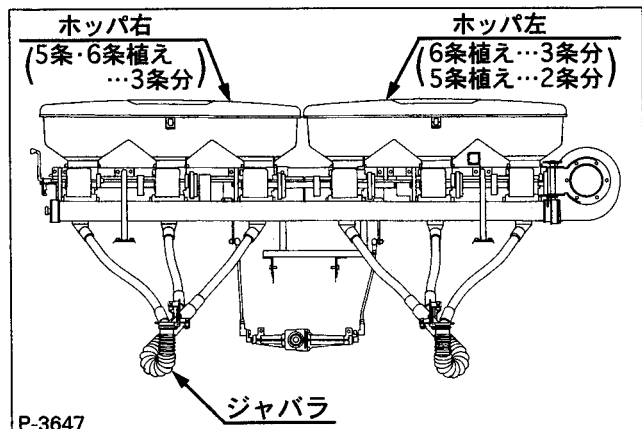 ホッパ右
(5条・6条植え
…3条分)
ホッパ左
(6条植え…3条分
5条植え…2条分)
ジャバラ
P-3647